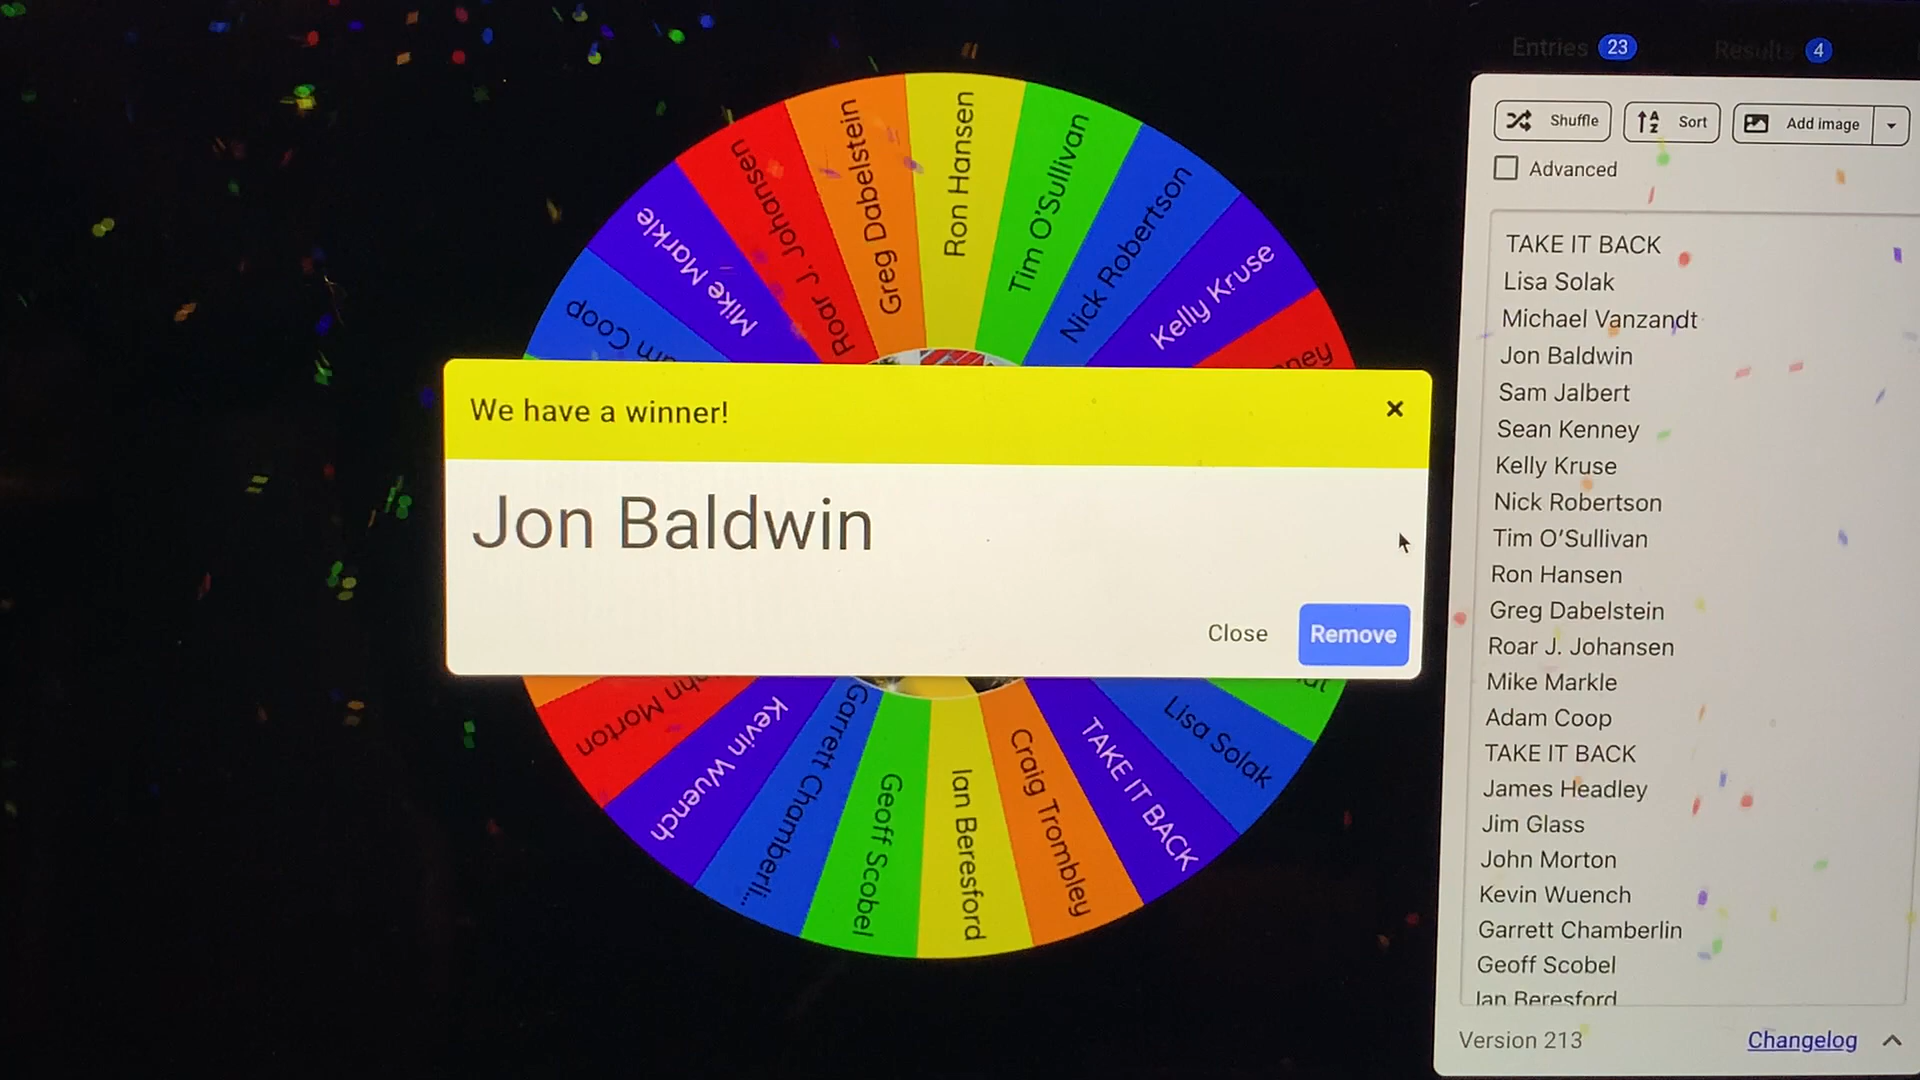 Entries 23
Results 4
Shuffle
Sort
Add image
Advanced
TAKE IT BACK
Lisa Solak
Michael Vanzandt
Jon Baldwin
Sam Jalbert
Sean Kenney
Kelly Kruse
Nick Robertson
Tim O'Sullivan
Ron Hansen
Greg Dabelstein
Roar J. Johansen
Mike Markle
Adam Coop
TAKE IT BACK
James Headley
Jim Glass
John Morton
Kevin Wuench
Garrett Chamberlin
Geoff Scobel
Ian Beresford
Version 213
Changelog
We have a winner!
Jon Baldwin
Close
Remove
Mike Markle
Roar J. Johansen
Greg Dabelstein
Ron Hansen
Tim O'Sullivan
Nick Robertson
Kelly Kruse
Lisa Solak
TAKE IT BACK
Craig Trombley
Ian Beresford
Geoff Scobel
Garrett Chamberli...
Kevin Wuench
Morton
Coop